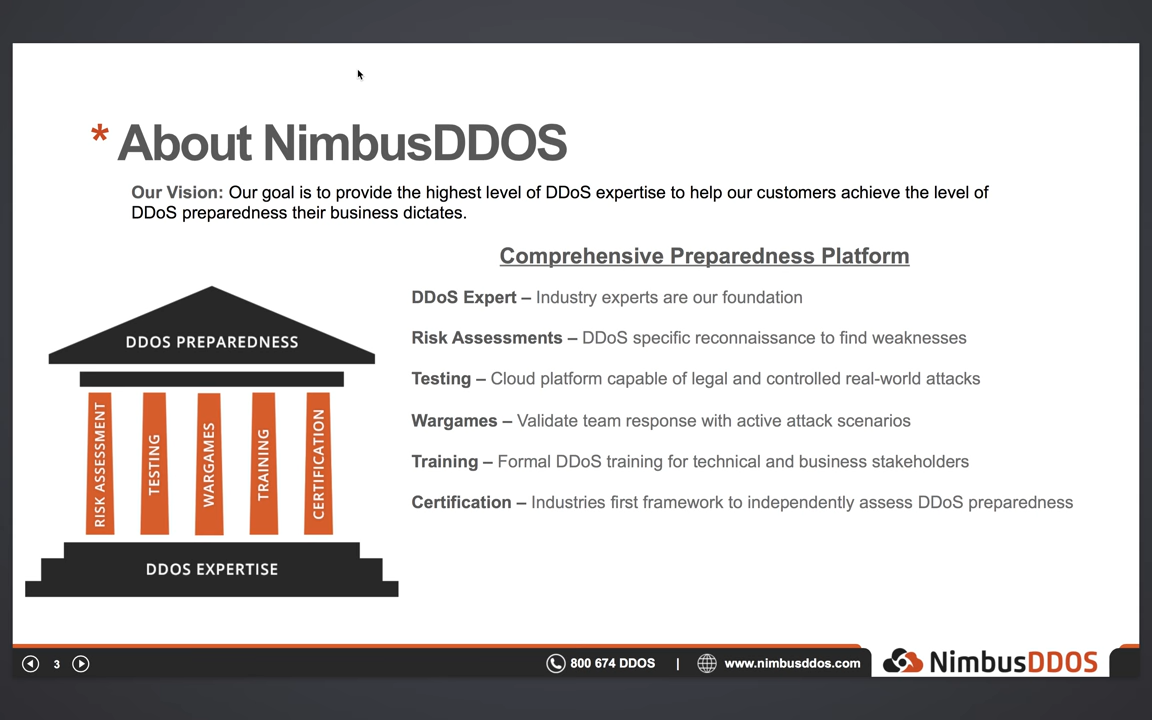 * About NimbusDDOS
Our Vision: Our goal is to provide the highest level of DDoS expertise to help our customers achieve the level of
DDoS preparedness their business dictates.
Comprehensive Preparedness Platform
DDoS Expert – Industry experts are our foundation
Risk Assessments – DDoS specific reconnaissance to find weaknesses
Testing – Cloud platform capable of legal and controlled real-world attacks
Wargames – Validate team response with active attack scenarios
Training – Formal DDoS training for technical and business stakeholders
Certification – Industries first framework to independently assess DDoS preparedness
DDOS PREPAREDNESS
RISK ASSESSMENT
TESTING
WARGAMES
TRAINING
CERTIFICATION
DDOS EXPERTISE
3
800 674 DDOS | www.nimbusddos.com
NimbusDDOS